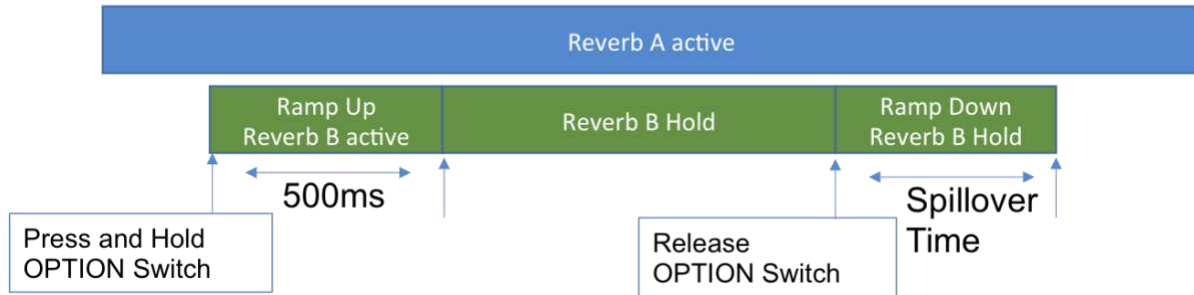 Reverb A active
Ramp Up
Reverb B active
Reverb B Hold
Ramp Down
Reverb B Hold
500ms
Spillover
Time
Press and Hold
OPTION Switch
Release
OPTION Switch